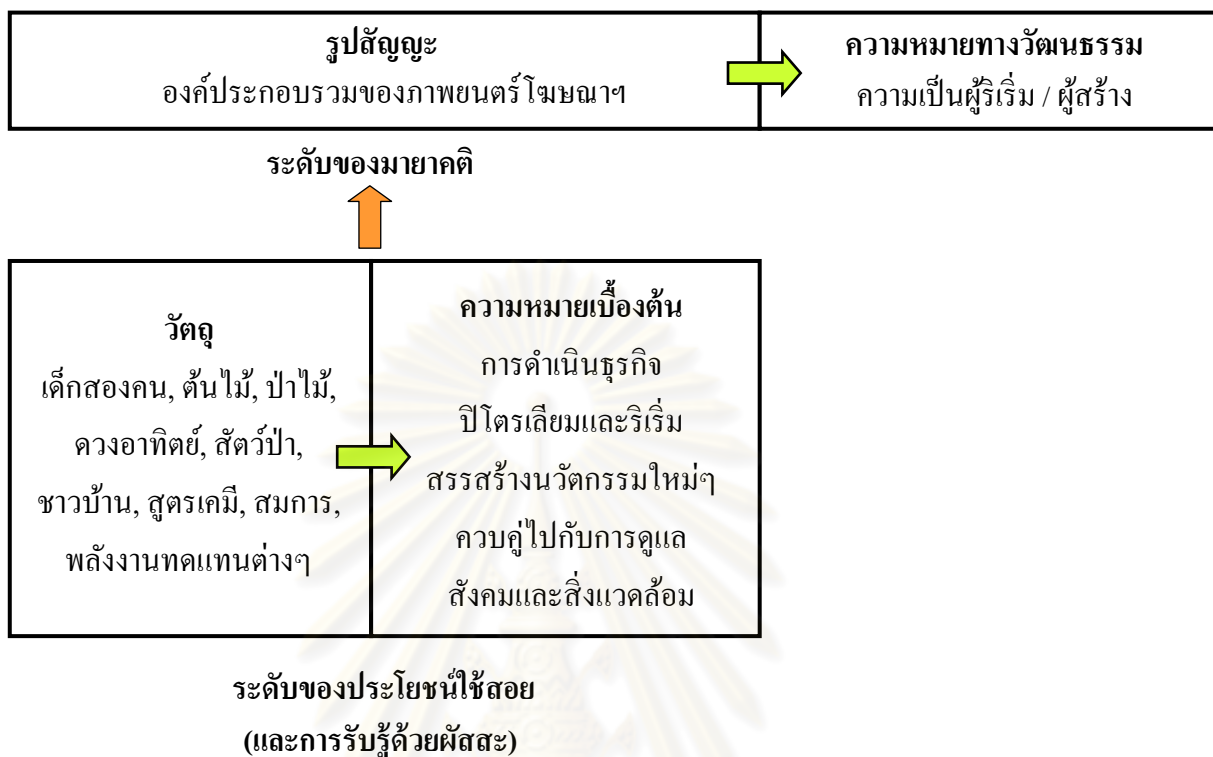 รูปสัญญะ
องค์ประกอบรวมของภาพยนตร์โฆษณาฯ
ความหมายทางวัฒนธรรม
ความเป็นผู้ริเริ่ม / ผู้สร้าง
ระดับของมายาคติ
วัตถุ
เด็กสองคน, ต้นไม้, ป่าไม้,
ดวงอาทิตย์, สัตว์ป่า,
ชาวบ้าน, สูตรเคมี, สมการ,
พลังงานทดแทนต่างๆ
ความหมายเบื้องต้น
การดำเนินธุรกิจ
ปิโตรเลียมและริเริ่ม
สรรสร้างนวัตกรรมใหม่ๆ
ควบคู่ไปกับการดูแล
สังคมและสิ่งแวดล้อม
ระดับของประโยชน์ใช้สอย
(และการรับรู้ด้วยผัสสะ)